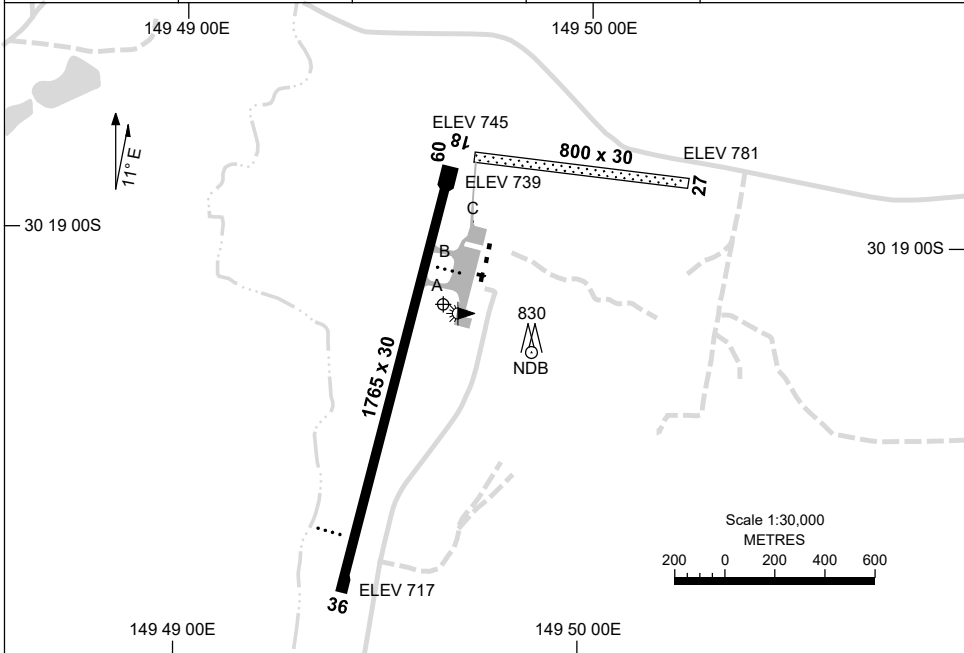 149 49 00E
149 50 00E
11° E
ELEV 745
09
18
800 x 30
ELEV 781
27
ELEV 739
C
30 19 00S
30 19 00S
B
A
830
NDB
1765 x 30
Scale 1:30,000
METRES
200 0 200 400 600
36
ELEV 717
149 49 00E
149 50 00E